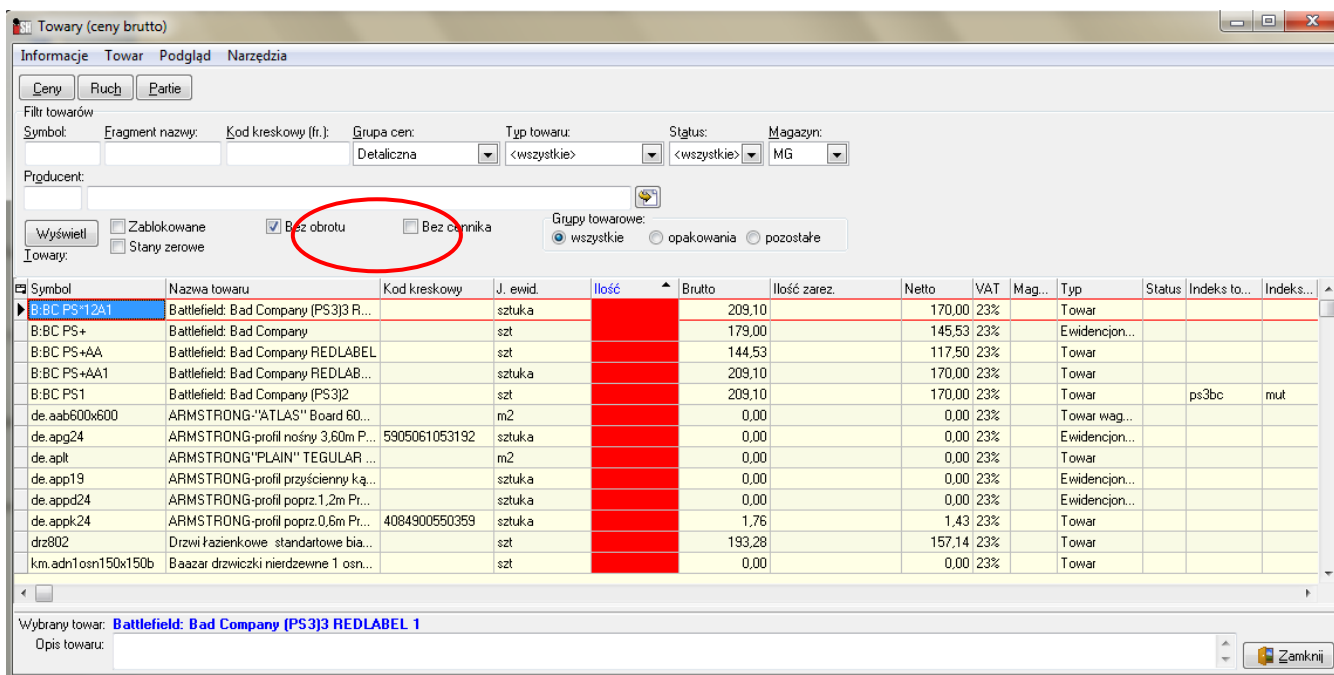 Towary (ceny brutto)
Informacje Towar Podgląd Narzędzia
Ceny Ruch Partie
Filtr towarów
Symbol: Fragment nazwy: Kod kreskowy (fr.): Grupa cen: Typ towaru: Status: Magazyn:
Detaliczna <wszystkie> <wszystkie> MG
Producent:
Wyświetl Zablokowane Bez obrotu Bez cennika Grupy towarowe:
Towary: Stany zerowe wszystkie opakowania pozostałe
Symbol Nazwa towaru Kod kreskowy J. ewid. Ilość Brutto Ilość zarez. Netto VAT Mag... Typ Status Indeks to... Indeks...
B:BC PS*12A1 Battlefield: Bad Company (PS3)3 R... sztuka 209,10 170,00 23% Towar
B:BC PS+ Battlefield: Bad Company szt 179,00 145,53 23% Ewidencjon...
B:BC PS+AA Battlefield: Bad Company REDLABEL szt 144,53 117,50 23% Towar
B:BC PS+AA1 Battlefield: Bad Company REDLAB... sztuka 209,10 170,00 23% Towar
B:BC PS1 Battlefield: Bad Company (PS3)2 szt 209,10 170,00 23% Towar ps3bc mut
de.aab600x600 ARMSTRONG-"ATLAS" Board 60... m2 0,00 0,00 23% Towar wag...
de.apg24 ARMSTRONG-profil nośny 3,60m P... 5905061053192 sztuka 0,00 0,00 23% Ewidencjon...
de.aplt ARMSTRONG"PLAIN" TEGULAR ... m2 0,00 0,00 23% Towar
de.app19 ARMSTRONG-profil przyścienny ką... sztuka 0,00 0,00 23% Ewidencjon...
de.appd24 ARMSTRONG-profil poprz.1,2m Pr... sztuka 0,00 0,00 23% Ewidencjon...
de.appk24 ARMSTRONG-profil poprz.0,6m Pr... 4084900550359 sztuka 1,76 1,43 23% Towar
drz802 Drzwi łazienkowe standartowe bia... szt 193,28 157,14 23% Towar
km.adn1osn150x150b Baazar drzwiczki nierdzewne 1 osn... szt 0,00 0,00 23% Towar
Wybrany towar: Battlefield: Bad Company (PS3)3 REDLABEL 1
Opis towaru:
Zamknij